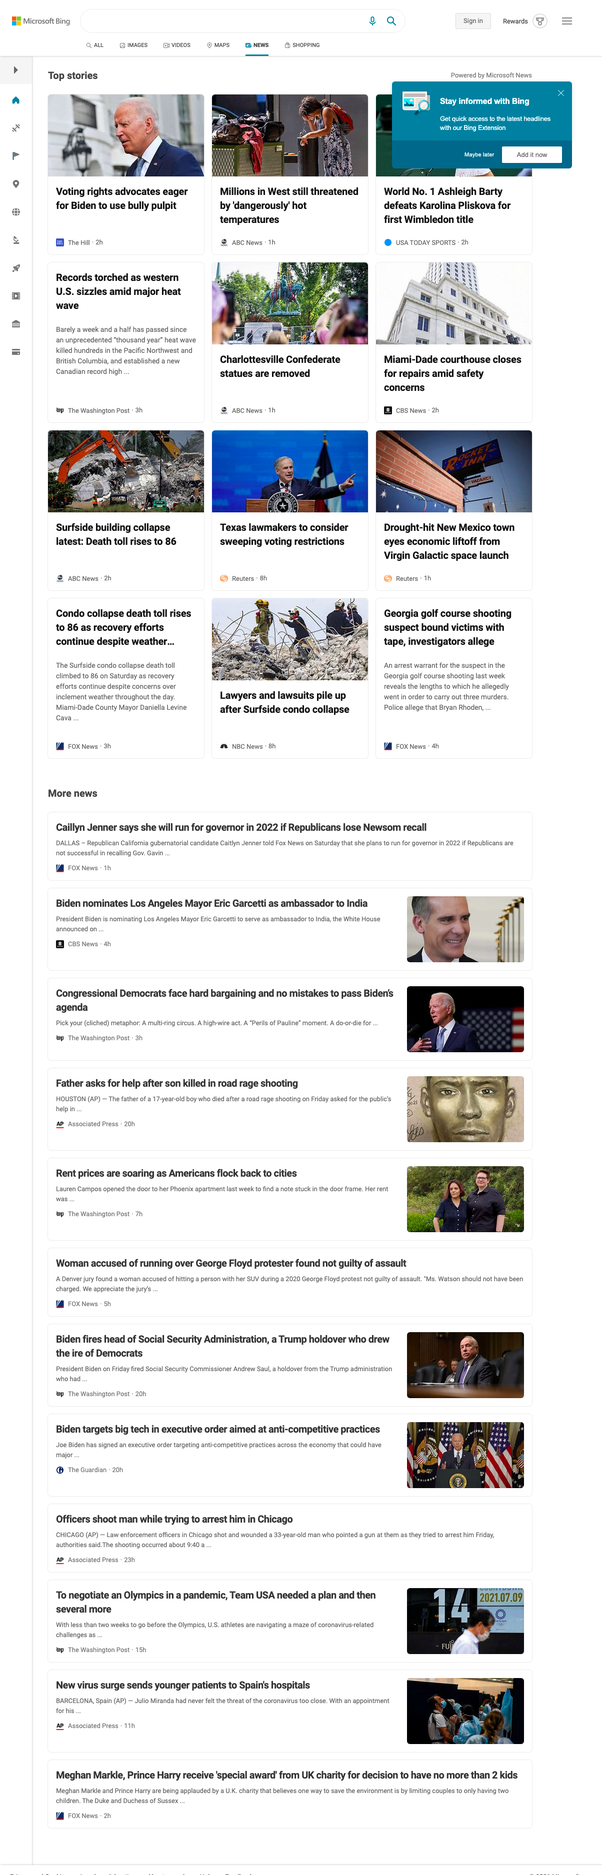 Microsoft Bing
Sign in
Rewards
ALL
IMAGES
VIDEOS
MAPS
NEWS
SHOPPING
Top stories
Powered by Microsoft News
Stay informed with Bing
Get quick access to the latest headlines
with our Bing Extension
Maybe later
Add it now
Voting rights advocates eager
for Biden to use bully pulpit
The Hill · 2h
Millions in West still threatened
by 'dangerously' hot
temperatures
ABC News · 1h
World No. 1 Ashleigh Barty
defeats Karolina Pliskova for
first Wimbledon title
USA TODAY SPORTS · 2h
Records torched as western
U.S. sizzles amid major heat
wave
Barely a week and a half has passed since
an unprecedented "thousand year" heat wave
killed hundreds in the Pacific Northwest and
British Columbia, and established a new
Canadian record high ...
The Washington Post · 3h
Charlottesville Confederate
statues are removed
ABC News · 1h
Miami-Dade courthouse closes
for repairs amid safety
concerns
CBS News · 2h
Surfside building collapse
latest: Death toll rises to 86
ABC News · 2h
Texas lawmakers to consider
sweeping voting restrictions
Reuters · 8h
ROCKET
INN
VACANCY
Drought-hit New Mexico town
eyes economic liftoff from
Virgin Galactic space launch
Reuters · 1h
Condo collapse death toll rises
to 86 as recovery efforts
continue despite weather...
The Surfside condo collapse death toll
climbed to 86 on Saturday as recovery
efforts continue despite concerns over
inclement weather throughout the day.
Miami-Dade County Mayor Daniella Levine
Cava ...
FOX News · 3h
Lawyers and lawsuits pile up
after Surfside condo collapse
NBC News · 8h
Georgia golf course shooting
suspect bound victims with
tape, investigators allege
An arrest warrant for the suspect in the
Georgia golf course shooting last week
reveals the lengths to which he allegedly
went in order to carry out three murders.
Police allege that Bryan Rhoden, ...
FOX News · 4h
More news
Caillyn Jenner says she will run for governor in 2022 if Republicans lose Newsom recall
DALLAS – Republican California gubernatorial candidate Caitlyn Jenner told Fox News on Saturday that she plans to run for governor in 2022 if Republicans are
not successful in recalling Gov. Gavin ...
FOX News · 1h
Biden nominates Los Angeles Mayor Eric Garcetti as ambassador to India
President Biden is nominating Los Angeles Mayor Eric Garcetti to serve as ambassador to India, the White House
announced on ...
CBS News · 4h
Congressional Democrats face hard bargaining and no mistakes to pass Biden's
agenda
Pick your (cliched) metaphor: A multi-ring circus. A high-wire act. A "Perils of Pauline" moment. A do-or-die for ...
The Washington Post · 3h
Father asks for help after son killed in road rage shooting
HOUSTON (AP) — The father of a 17-year-old boy who died after a road rage shooting on Friday asked for the public's
help in ...
AP Associated Press · 20h
Rent prices are soaring as Americans flock back to cities
Lauren Campos opened the door to her Phoenix apartment last week to find a note stuck in the door frame. Her rent
was ...
The Washington Post · 7h
Woman accused of running over George Floyd protester found not guilty of assault
A Denver jury found a woman accused of hitting a person with her SUV during a 2020 George Floyd protest not guilty of assault. "Ms. Watson should not have been
charged. We appreciate the jury's ...
FOX News · 5h
Biden fires head of Social Security Administration, a Trump holdover who drew
the ire of Democrats
President Biden on Friday fired Social Security Commissioner Andrew Saul, a holdover from the Trump administration
who had ...
The Washington Post · 20h
Biden targets big tech in executive order aimed at anti-competitive practices
Joe Biden has signed an executive order targeting anti-competitive practices across the economy that could have
major ...
The Guardian · 20h
Officers shoot man while trying to arrest him in Chicago
CHICAGO (AP) — Law enforcement officers in Chicago shot and wounded a 33-year-old man who pointed a gun at them as they tried to arrest him Friday,
authorities said.The shooting occurred about 9:40 a ...
AP Associated Press · 23h
To negotiate an Olympics in a pandemic, Team USA needed a plan and then
several more
With less than two weeks to go before the Olympics, U.S. athletes are navigating a maze of coronavirus-related
challenges as ...
The Washington Post · 15h
14
2021.07.09
New virus surge sends younger patients to Spain's hospitals
BARCELONA, Spain (AP) — Julio Miranda had never felt the threat of the coronavirus too close. With an appointment
for his ...
AP Associated Press · 11h
Meghan Markle, Prince Harry receive 'special award' from UK charity for decision to have no more than 2 kids
Meghan Markle and Prince Harry are being applauded by a U.K. charity that believes one way to save the environment is by limiting couples to only having two
children. The Duke and Duchess of Sussex ...
FOX News · 2h